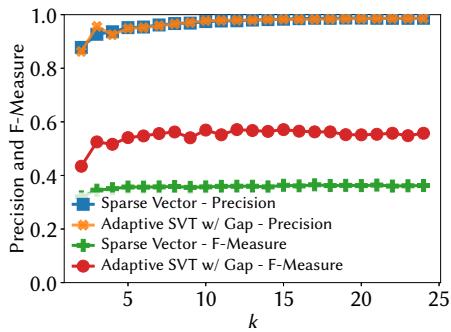 Precision and F-Measure
1.0
0.8
0.6
0.4
0.2
0.0
Sparse Vector - Precision
Adaptive SVT w/ Gap - Precision
Sparse Vector - F-Measure
Adaptive SVT w/ Gap - F-Measure
5 10 15 20 25
k